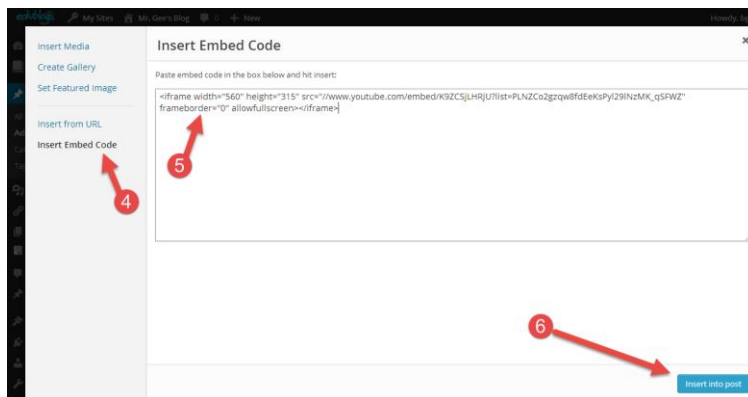 edublogs My Sites Mr. Gee's Blog 0 + New Howdy,
Insert Media
Create Gallery
Set Featured Image
Insert from URL
Insert Embed Code
4
Insert Embed Code
x
Paste embed code in the box below and hit insert:
<iframe width="560" height="315" src="//www.youtube.com/embed/K9ZCSjLHRjU?list=PLNZCo2gzqw8fdEeKsPyl29lNzMK_qSFWZ"
frameborder="0" allowfullscreen></iframe>
5
6
Insert into post